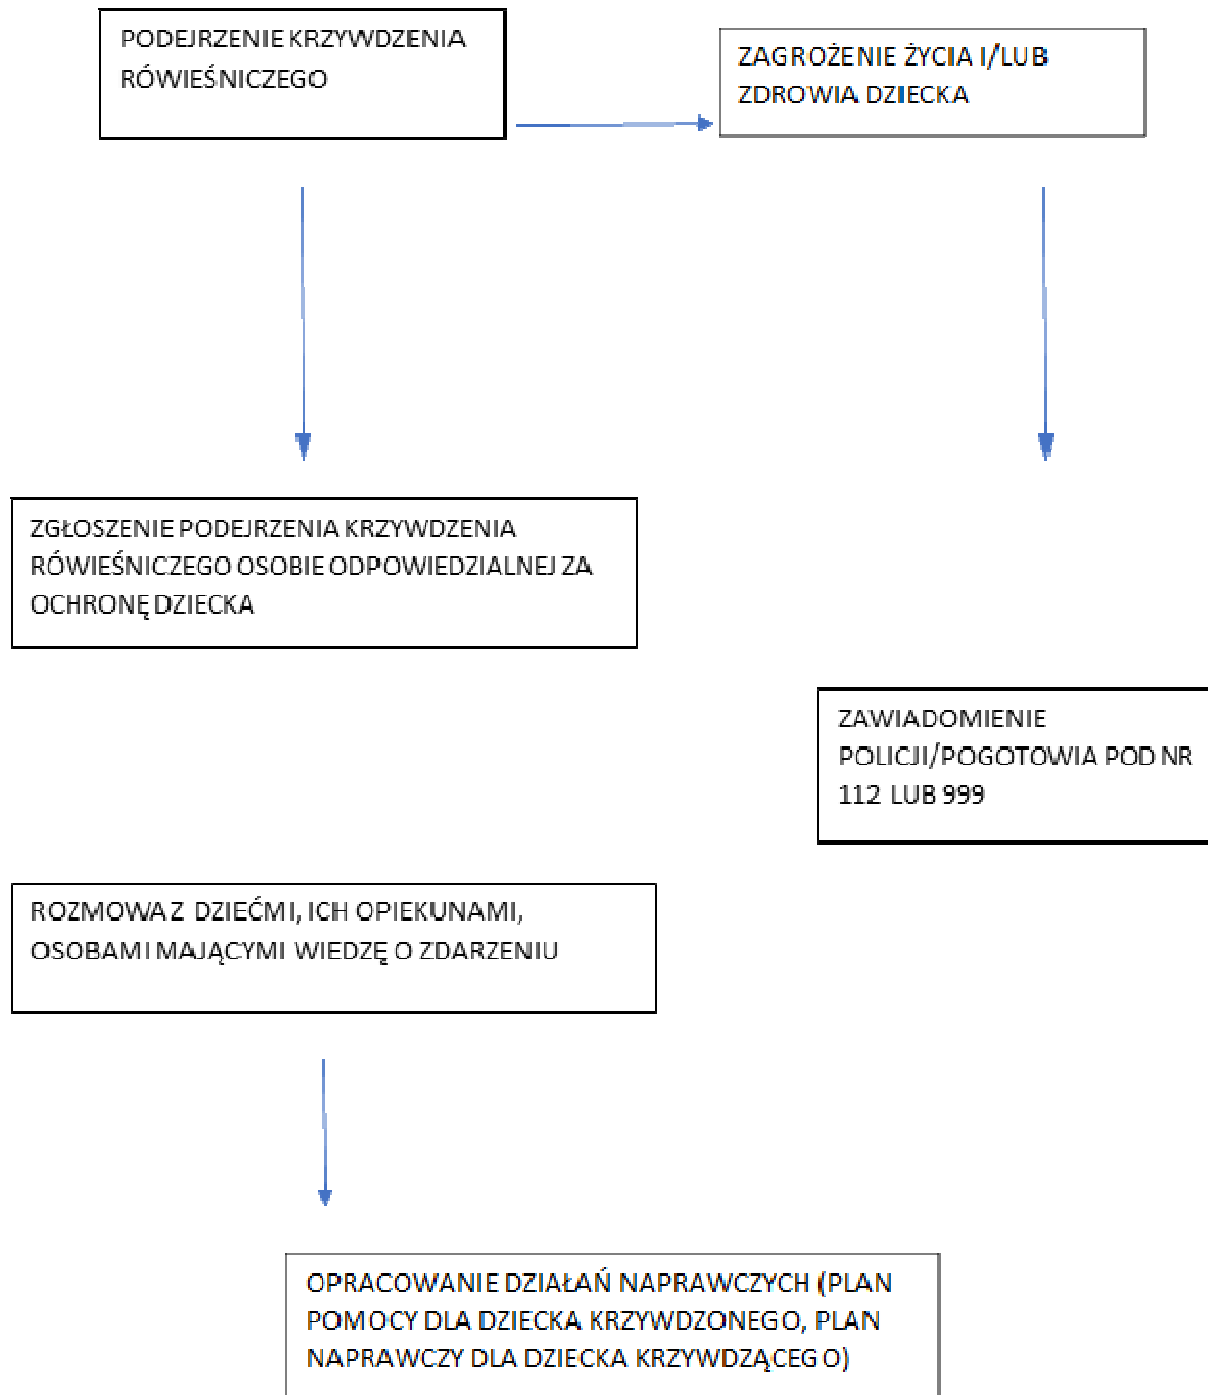 PODEJRZENIE KRZYWDZENIA
RÓWIEŚNICZEGO
ZAGROŻENIE ŻYCIA I/LUB
ZDROWIA DZIECKA
ZGŁOSZENIE PODEJRZENIA KRZYWDZENIA
RÓWIEŚNICZEGO OSOBIE ODPOWIEDZIALNEJ ZA
OCHRONĘ DZIECKA
ZAWIADOMIENIE
POLICJI/POGOTOWIA POD NR
112 LUB 999
ROZMOWA Z DZIEĆMI, ICH OPIEKUNAMI,
OSOBAMI MAJĄCYMI WIEDZĘ O ZDARZENIU
OPRACOWANIE DZIAŁAŃ NAPRAWCZYCH (PLAN
POMOCY DLA DZIECKA KRZYWDZONEGO, PLAN
NAPRAWCZY DLA DZIECKA KRZYWDZĄCEGO)